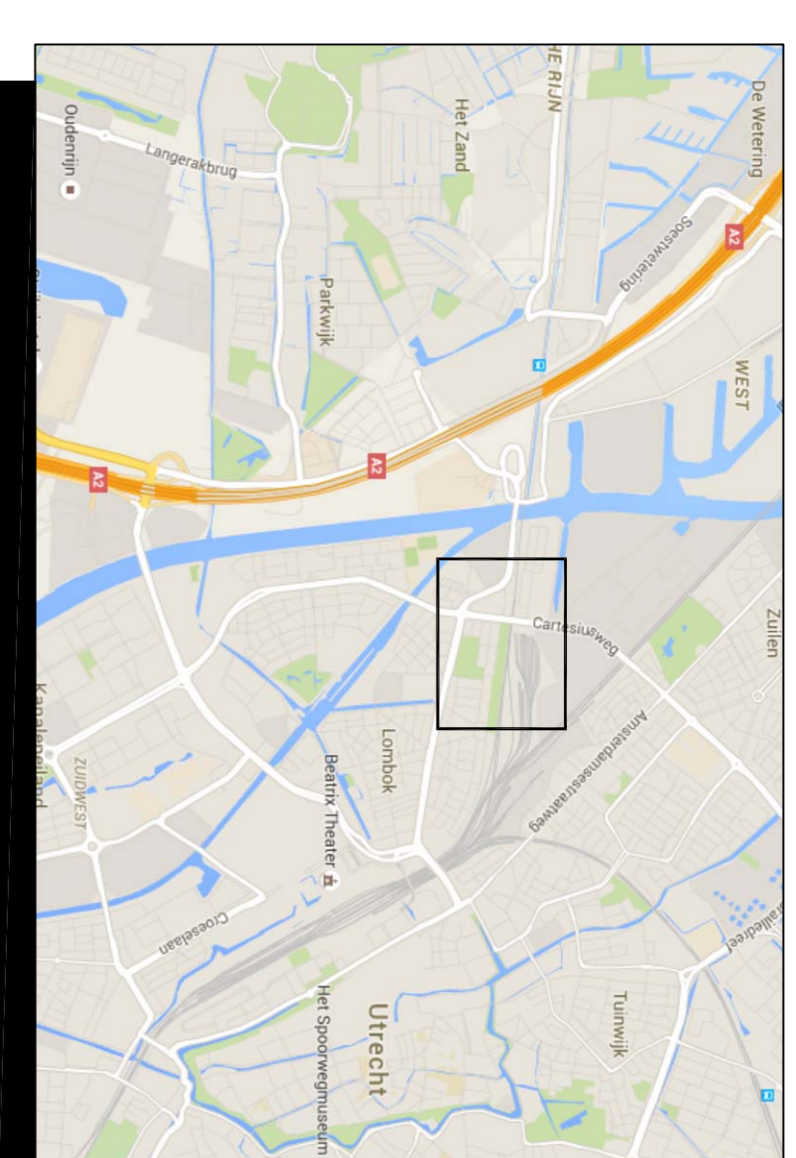 De Wetering
HE RIJN
Het Zand
Oudenrijn
Langerakbrug
Soestwetering
A2
Parkwijk
WEST
A2
A2
Zuilen
Cartesiusweg
Kanaleneiland
ZUIDWEST
Lombok
Beatrix Theater
Amsterdamsestraatweg
Croeselaan
Tuinwijk
Utrecht
Het Spoorwegmuseum